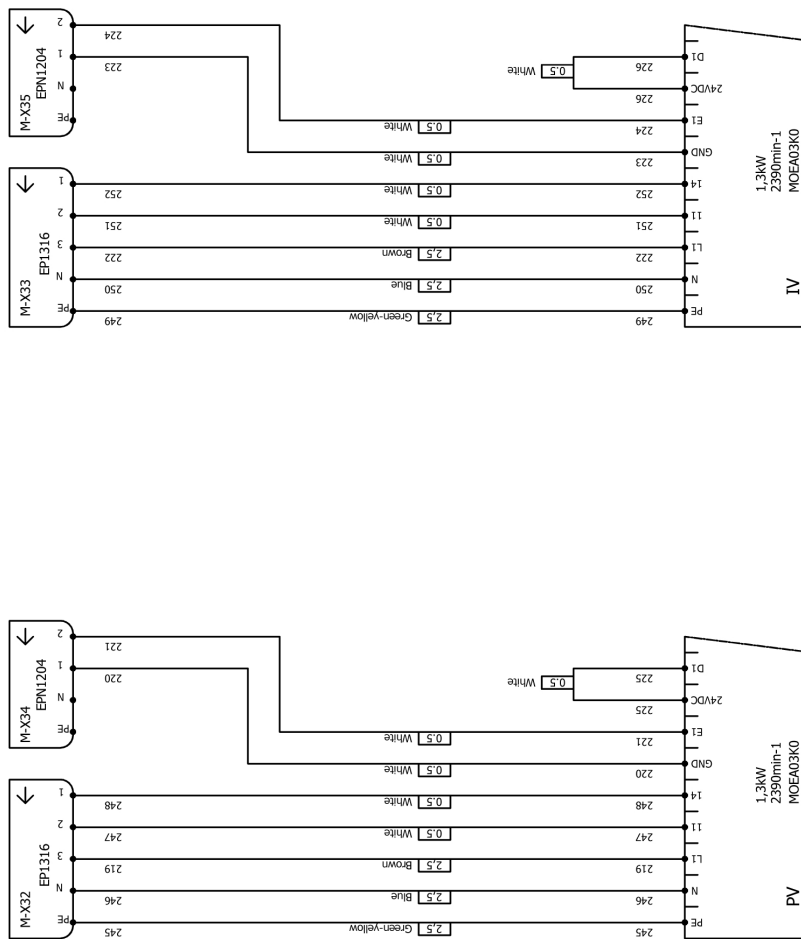 M-X35
EPN1204
2
1
N
PE
224
223
White 0.5
226
226
White 0.5
224
White 0.5
223
D1
24VDC
E1
GND
M-X33
EP1316
1
2
3
N
PE
252 White 0.5 252 14
251 White 0.5 251 11
222 Brown 2,5 222 L1
250 Blue 2,5 250 N
249 Green-yellow 2,5 249 PE
1,3kW
2390min-1
MOEA03K0
IV
M-X34
EPN1204
2
1
N
PE
221
220
White 0.5
225
225
White 0.5
221
White 0.5
220
D1
24VDC
E1
GND
M-X32
EP1316
1
2
3
N
PE
248 White 0.5 248 14
247 White 0.5 247 11
219 Brown 2,5 219 L1
246 Blue 2,5 246 N
245 Green-yellow 2,5 245 PE
1,3kW
2390min-1
MOEA03K0
PV